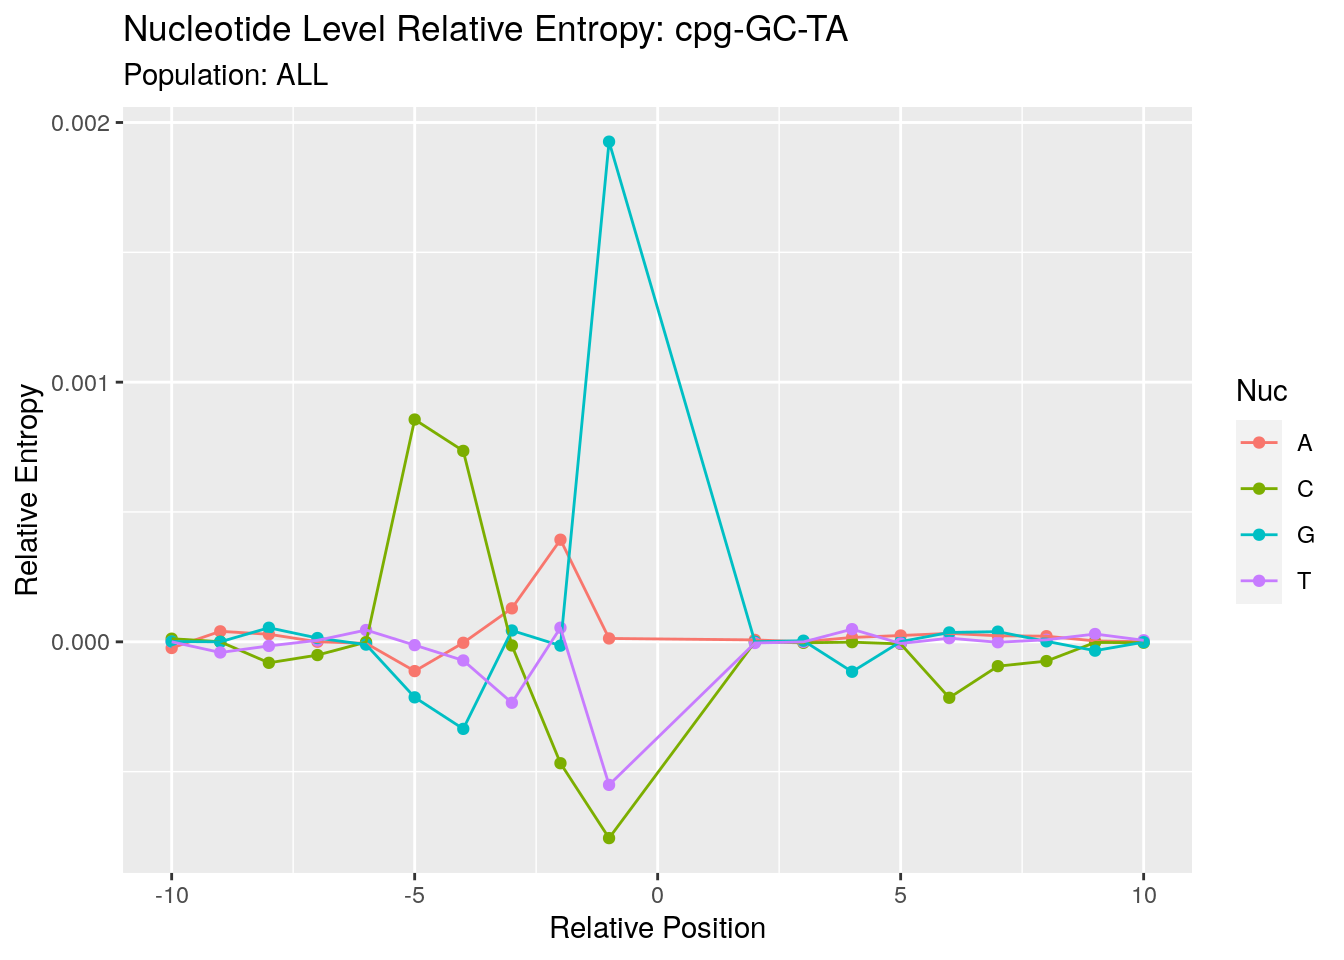 Nucleotide Level Relative Entropy: cpg-GC-TA
Population: ALL
0.002
0.001
0.000
Relative Entropy
-10
-5
0
5
10
Relative Position
Nuc
A
C
G
T